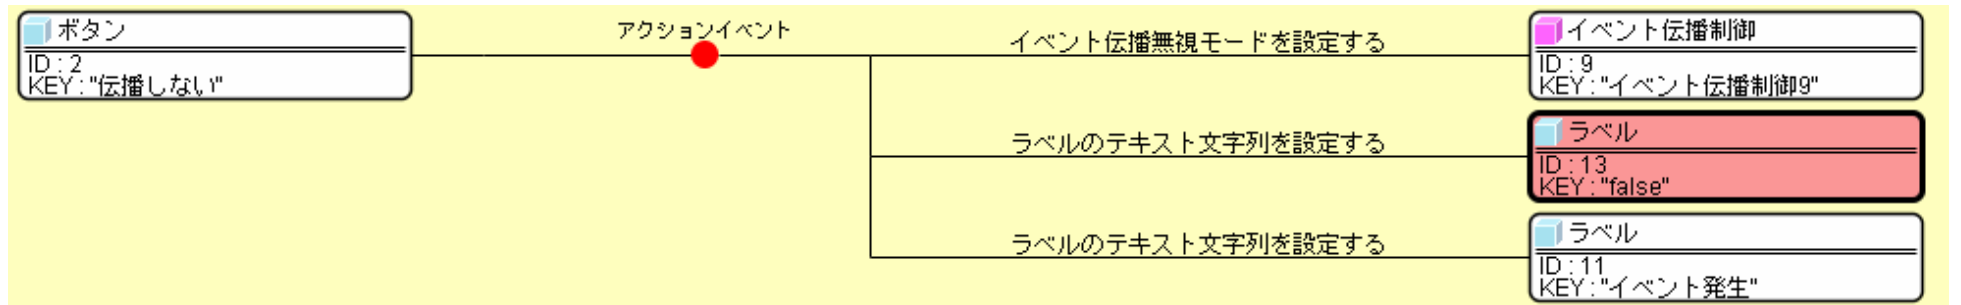 ボタン
ID : 2
KEY : "伝播しない"
アクションイベント
イベント伝播無視モードを設定する
イベント伝播制御
ID : 9
KEY : "イベント伝播制御9"
ラベルのテキスト文字列を設定する
ラベル
ID : 13
KEY : "false"
ラベルのテキスト文字列を設定する
ラベル
ID : 11
KEY : "イベント発生"